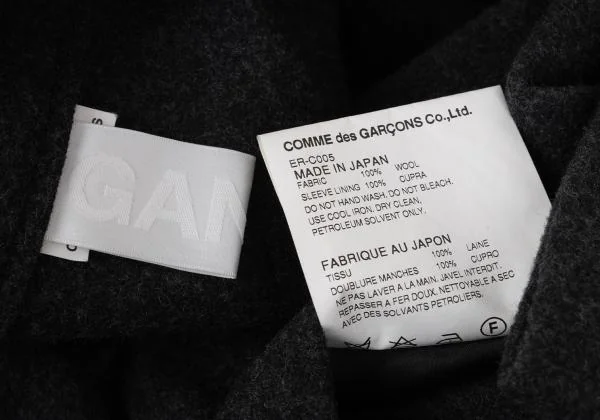 S
GAN
COMME des GARÇONS Co.,Ltd.
ER-C005
MADE IN JAPAN
FABRIC 100% WOOL
SLEEVE LINING 100% CUPRA
DO NOT HAND WASH. DO NOT BLEACH.
USE COOL IRON. DRY CLEAN,
PETROLEUM SOLVENT ONLY.
FABRIQUE AU JAPON
TISSU 100% LAINE
DOUBLURE MANCHES 100% CUPRO
NE PAS LAVER A LA MAIN. JAVEL INTERDIT.
REPASSER A FER DOUX. NETTOYABLE A SEC
AVEC DES SOLVANTS PETROLIERS.
F